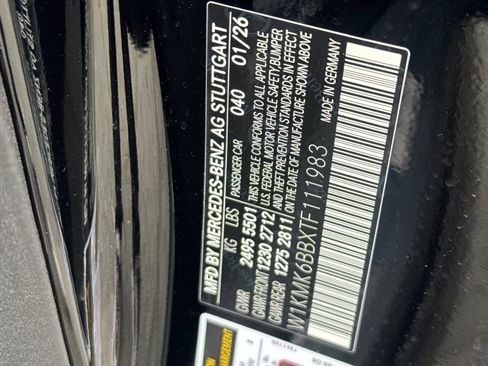 MFD BY MERCEDES-BENZ AG STUTTGART
PASSENGER CAR 040 01/26
KG LBS
GVWR 2495 5501
GAWR FRONT 1230 2712
GAWR REAR 1275 2811
THIS VEHICLE CONFORMS TO ALL APPLICABLE
U.S. FEDERAL MOTOR VEHICLE SAFETY, BUMPER
AND THEFT PREVENTION STANDARDS IN EFFECT
ON DATE OF MANUFACTURE SHOWN ABOVE
W1KMK6BBXTF111983
MADE IN GERMANY